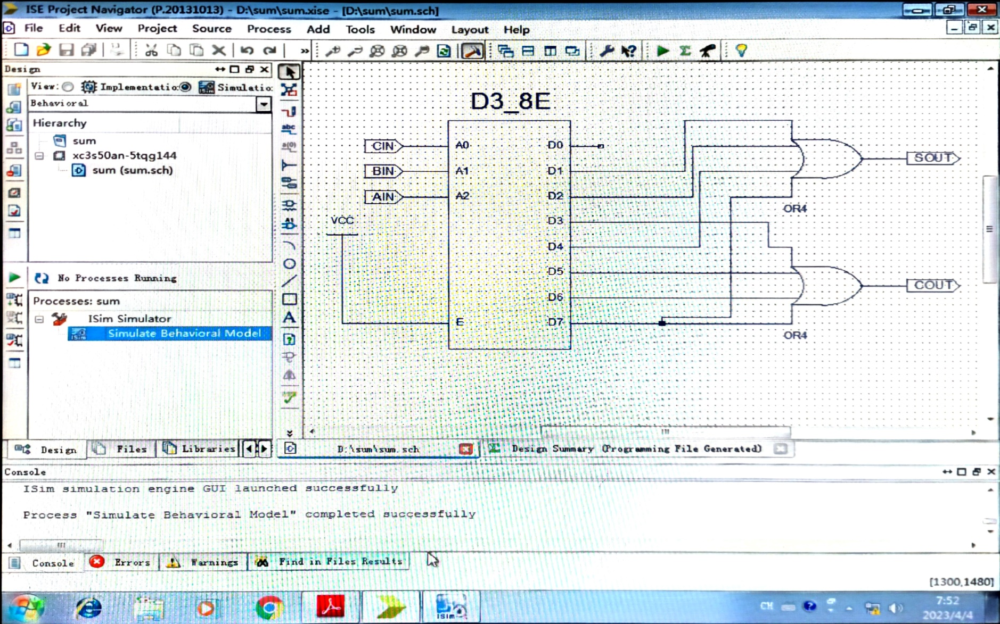 ISE Project Navigator (P.20131013) - D:\sum\sum.xise - [D:\sum\sum.sch]
File Edit View Project Source Process Add Tools Window Layout Help
Design
View: Implementatio: Simulatio:
Behavioral
Hierarchy
sum
xc3s50an-5tqg144
sum (sum.sch)
No Processes Running
Processes: sum
ISim Simulator
Simulate Behavioral Model
Design Files Libraries
abc
a(0)
A1
A
D3_8E
CIN A0 D0
BIN A1 D1
AIN A2 D2
VCC
D3
D4
D5
D6
E D7
SOUT
OR4
COUT
OR4
D:\sum\sum.sch
Design Summary (Programming File Generated)
Console
ISim simulation engine GUI launched successfully
Process "Simulate Behavioral Model" completed successfully
Console Errors Warnings Find in Files Results
[1300,1480]
ISim
CH
7:52
2023/4/4